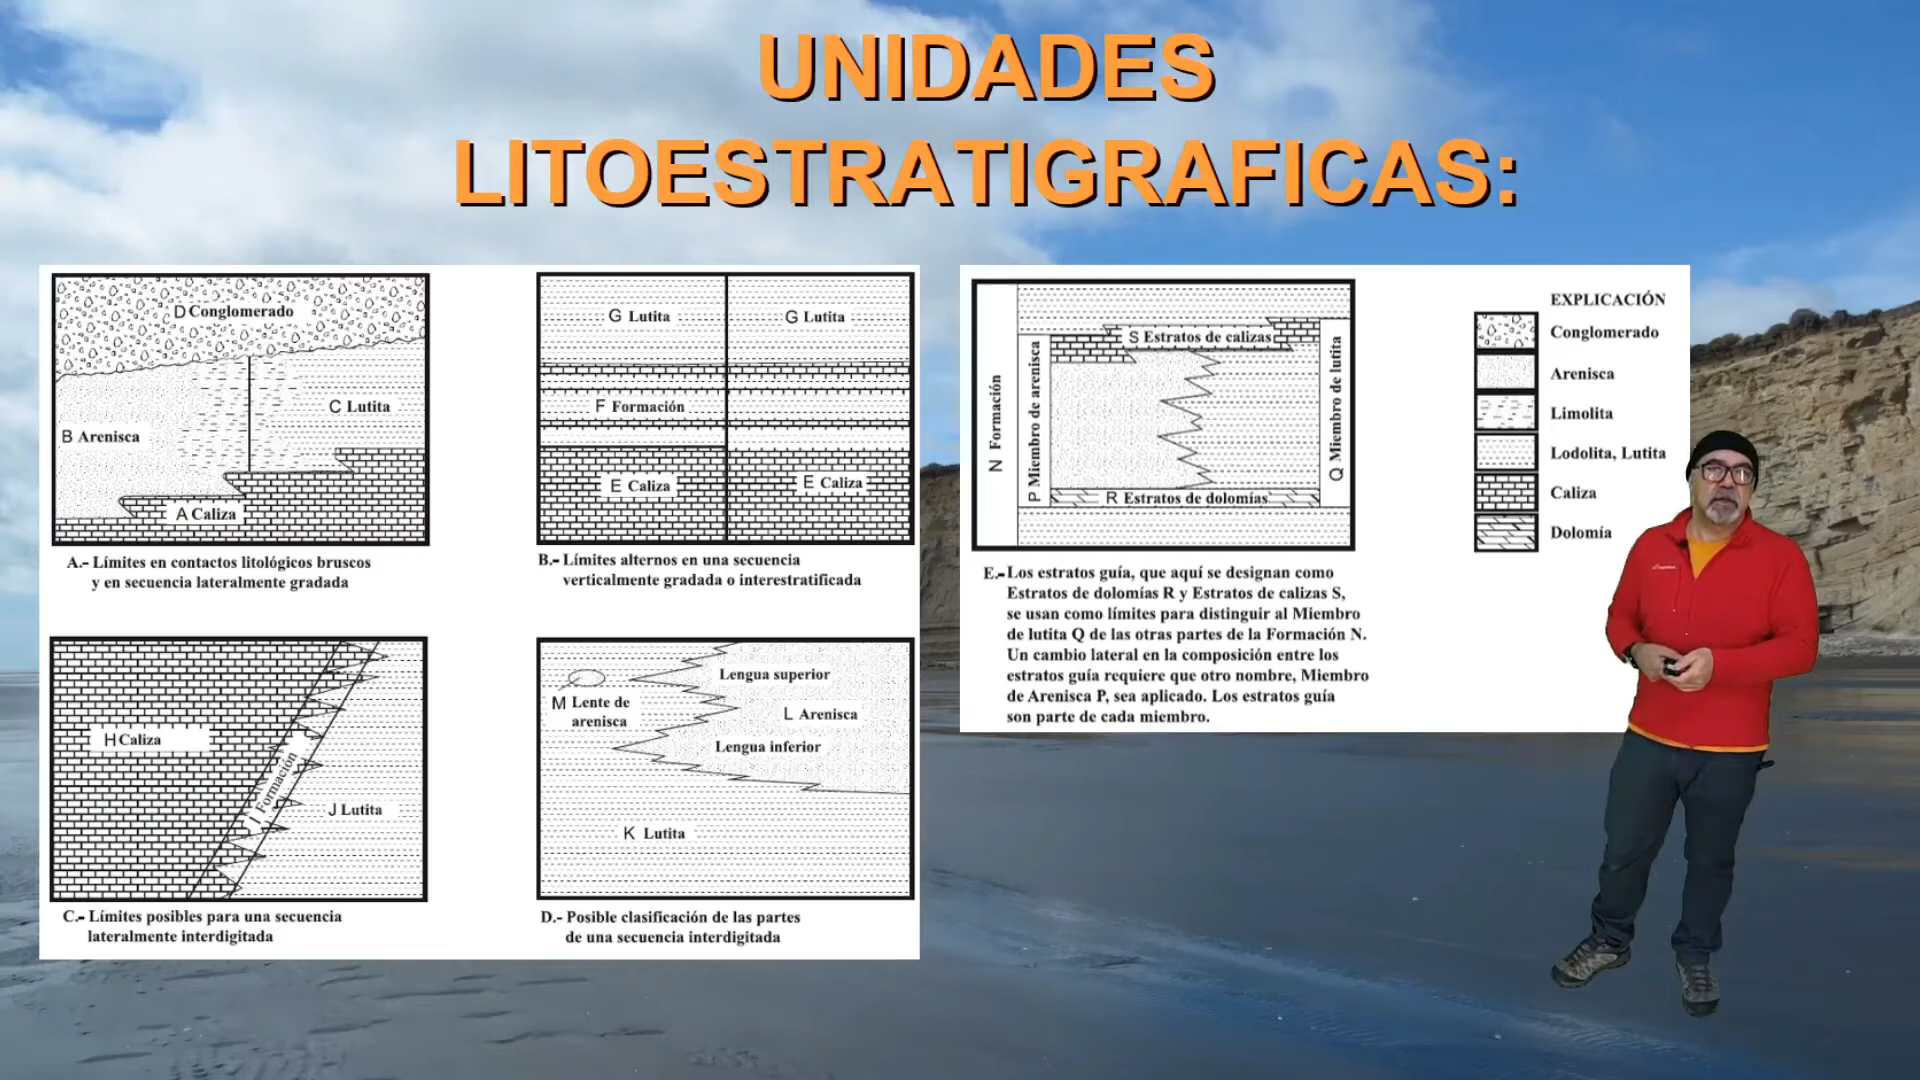 UNIDADES
LITOESTRATIGRAFICAS:
D Conglomerado
C Lutita
B Arenisca
A Caliza
A.- Límites en contactos litológicos bruscos
y en secuencia lateralmente gradada
G Lutita
G Lutita
F Formación
E Caliza
E Caliza
B.- Límites alternos en una secuencia
verticalmente gradada o interestratificada
H Caliza
I Formación
J Lutita
C.- Límites posibles para una secuencia
lateralmente interdigitada
Lengua superior
M Lente de
arenisca
L Arenisca
Lengua inferior
K Lutita
D.- Posible clasificación de las partes
de una secuencia interdigitada
N Formación
P Miembro de arenisca
S Estratos de calizas
Q Miembro de lutita
R Estratos de dolomías
E.- Los estratos guía, que aquí se designan como
Estratos de dolomías R y Estratos de calizas S,
se usan como límites para distinguir al Miembro
de lutita Q de las otras partes de la Formación N.
Un cambio lateral en la composición entre los
estratos guía requiere que otro nombre, Miembro
de Arenisca P, sea aplicado. Los estratos guía
son parte de cada miembro.
EXPLICACIÓN
Conglomerado
Arenisca
Limolita
Lodolita, Lutita
Caliza
Dolomía